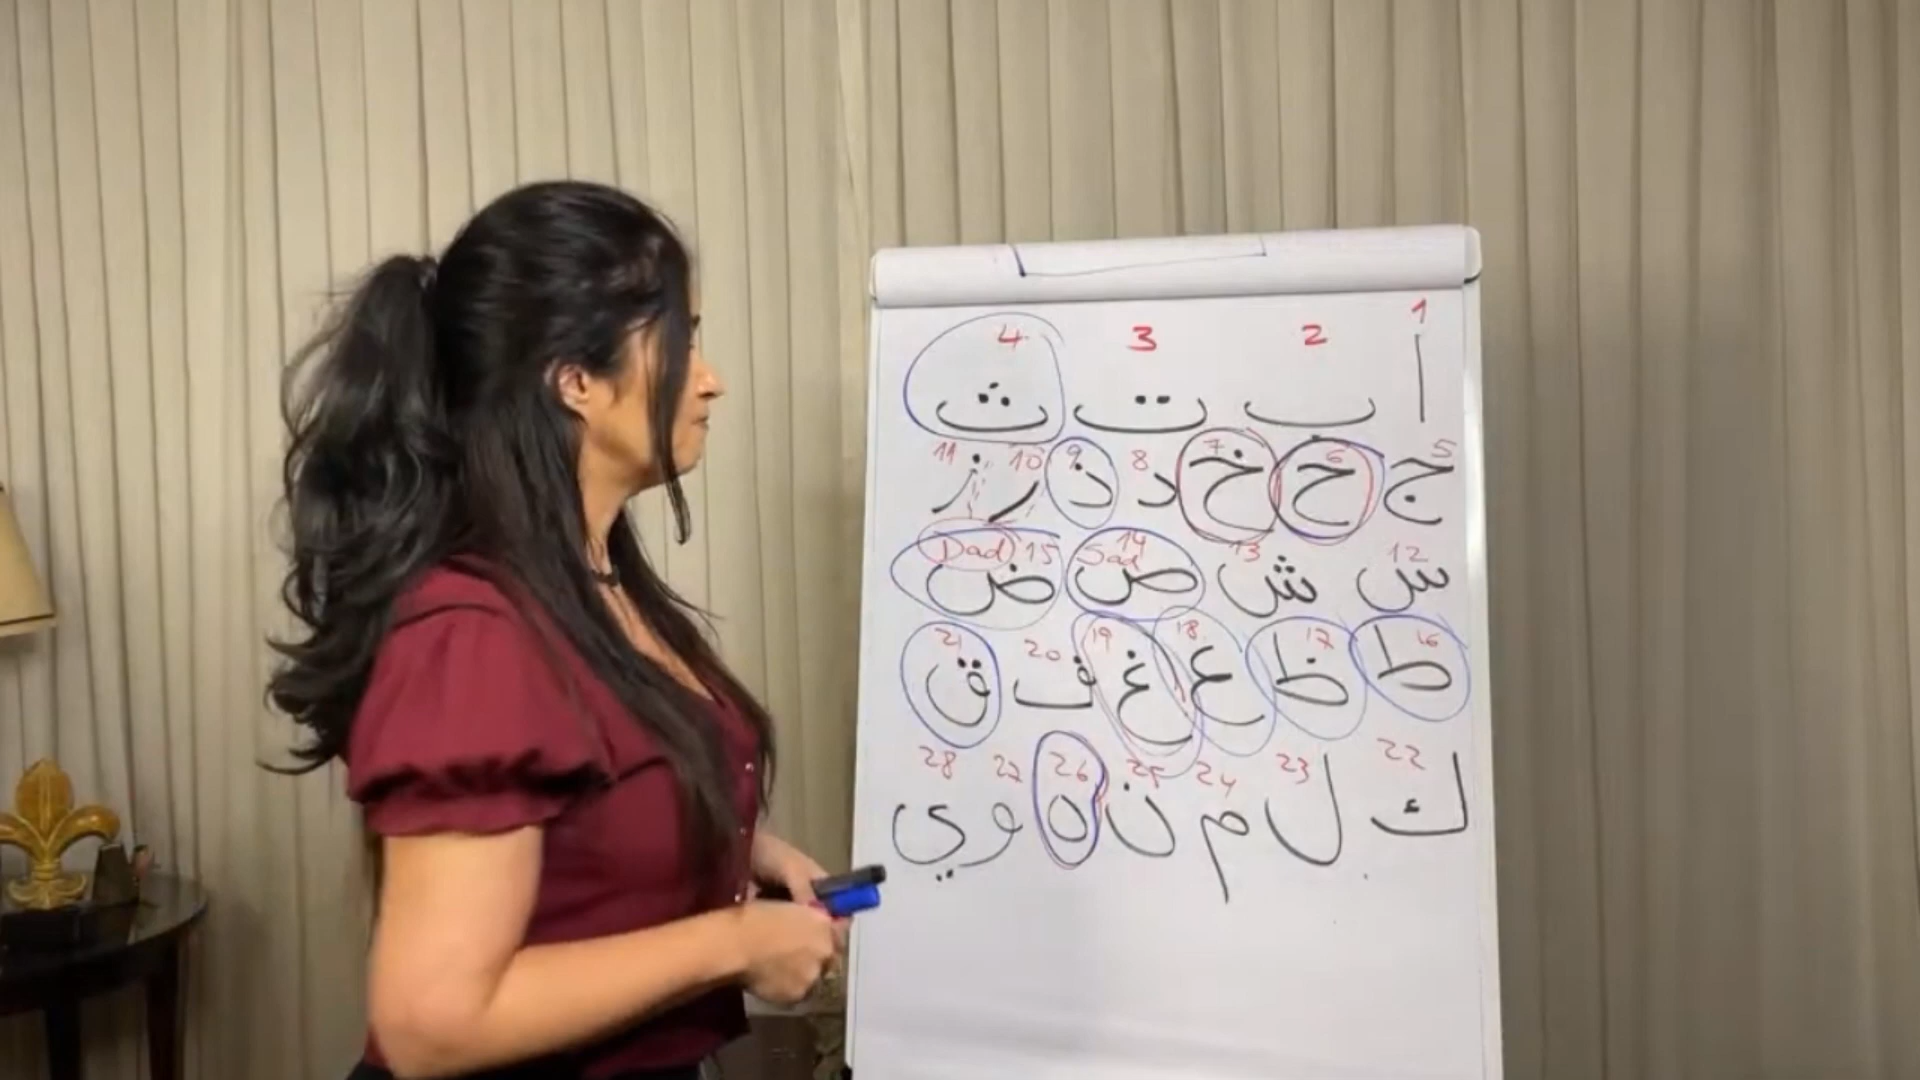 1 2 3 4
ا ب ت ث
5 6 7 8 9 10 11
ج ح خ د ذ ر ز
12 13 14 15
Sad Dad
س ش ص ض
16 17 18 19 20 21
ط ظ ع غ ف ق
22 23 24 25 26 27 28
ك ل م ن ه و ي